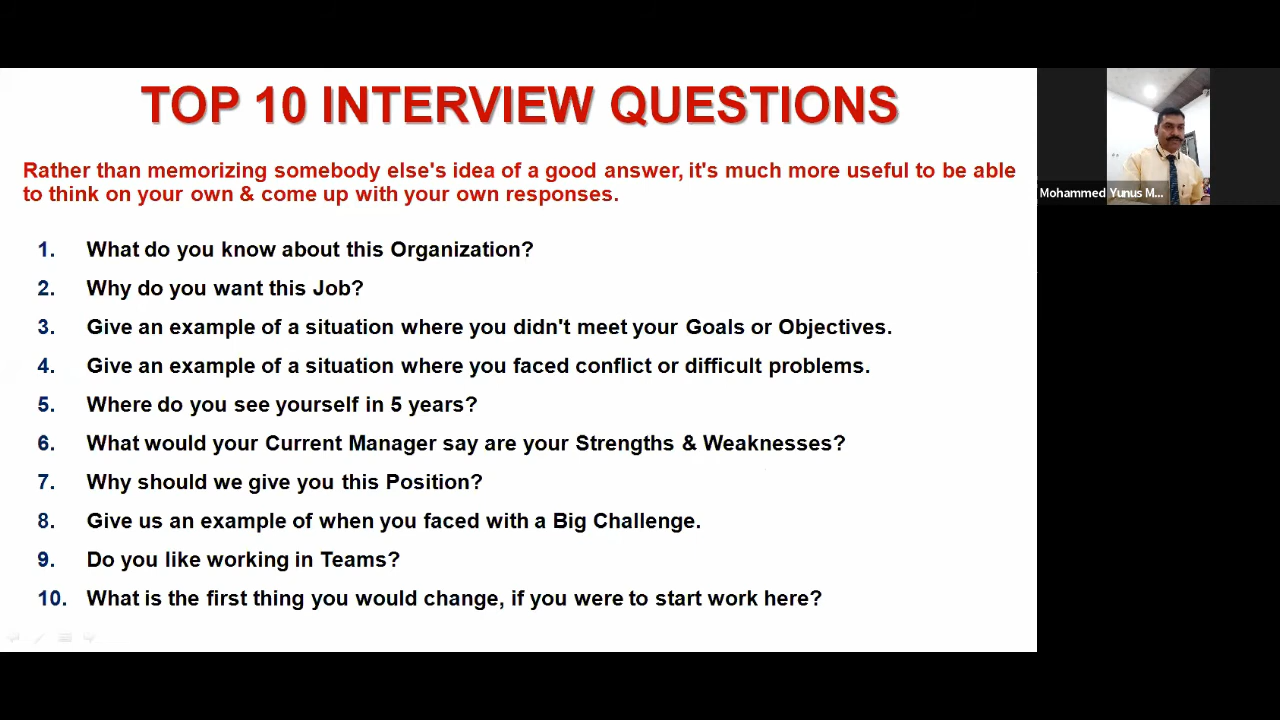 TOP 10 INTERVIEW QUESTIONS
Rather than memorizing somebody else's idea of a good answer, it's much more useful to be able
to think on your own & come up with your own responses.
1. What do you know about this Organization?
2. Why do you want this Job?
3. Give an example of a situation where you didn't meet your Goals or Objectives.
4. Give an example of a situation where you faced conflict or difficult problems.
5. Where do you see yourself in 5 years?
6. What would your Current Manager say are your Strengths & Weaknesses?
7. Why should we give you this Position?
8. Give us an example of when you faced with a Big Challenge.
9. Do you like working in Teams?
10. What is the first thing you would change, if you were to start work here?
Mohammed Yunus M...